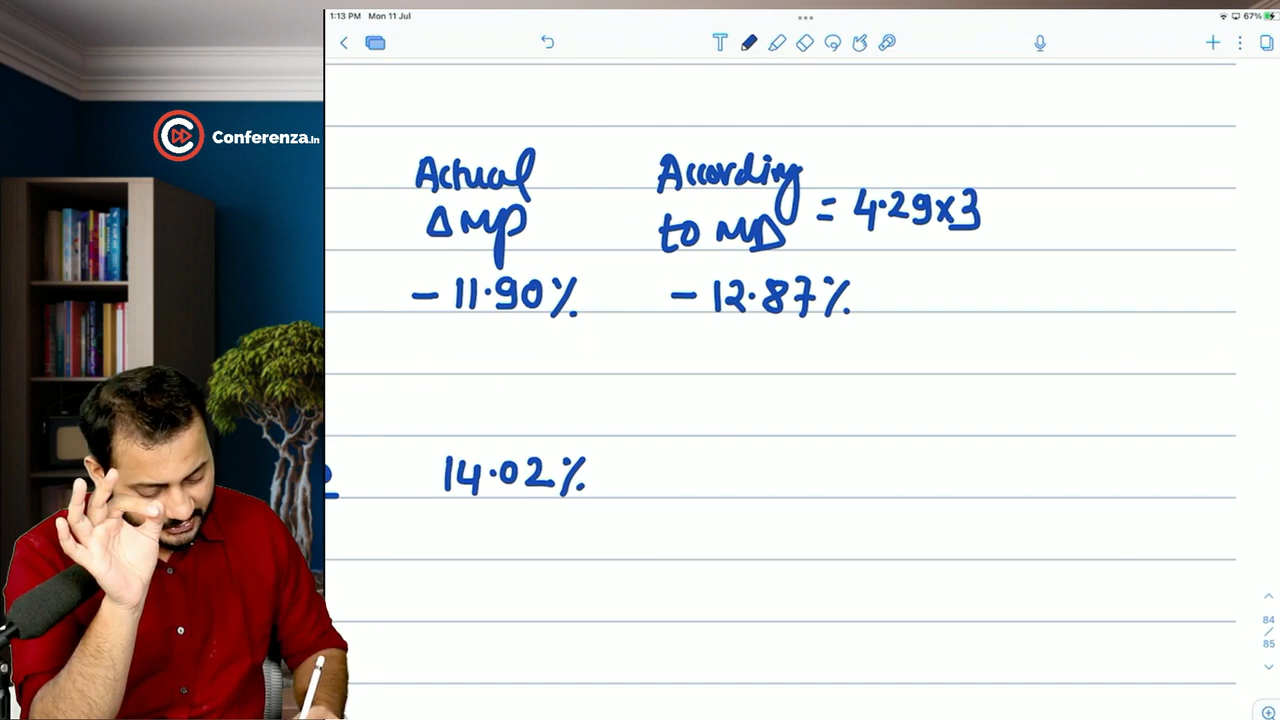 1:13 PM Mon 11 Jul
67%
Conferenza.in
Actual
ΔMP
According
to MD
= 4.29x3
- 11.90%
- 12.87%
14.02%
84
/
85